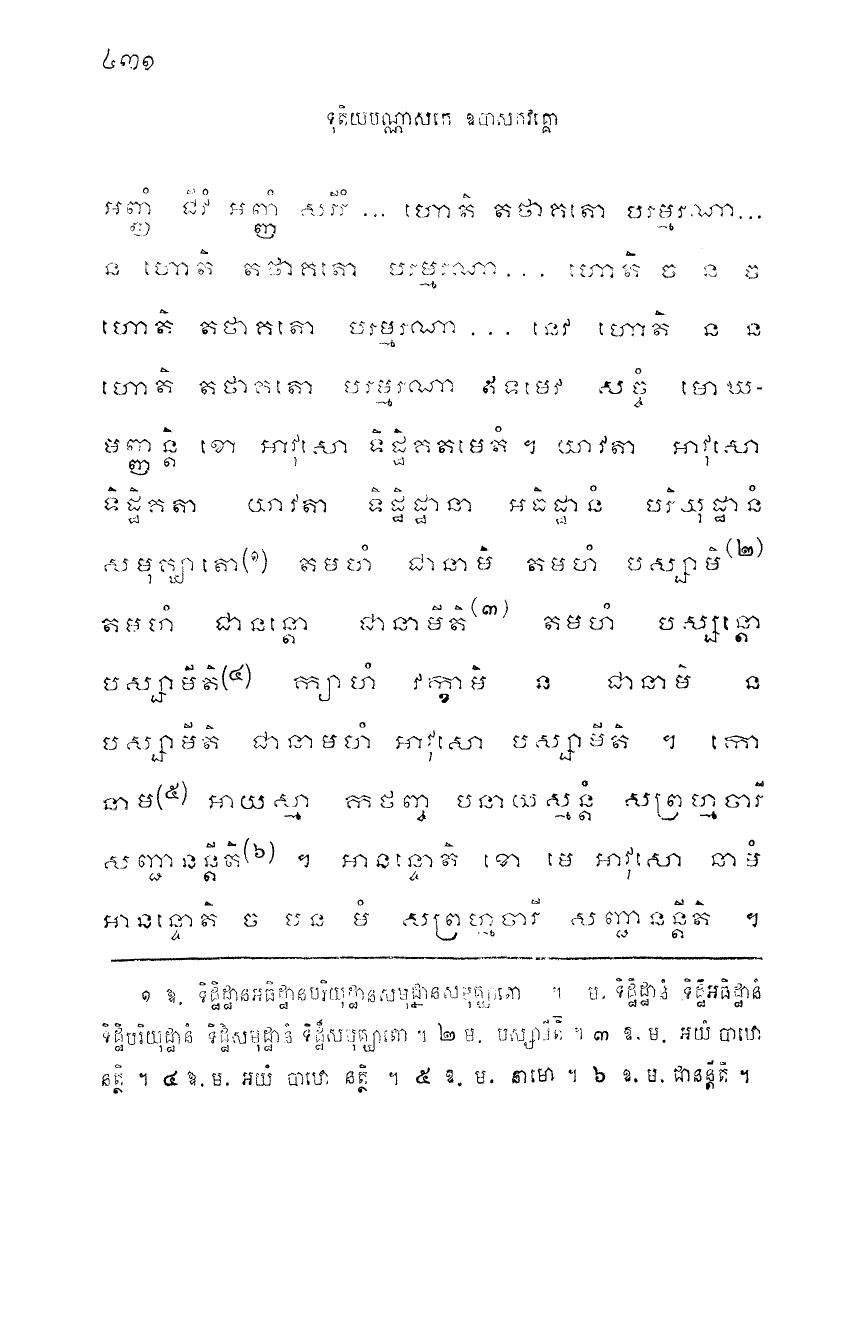 ៤៣១
ទុតិយបណ្ណាសកេ ឧបាសកវគ្គោ
អញ្ញំ ជីវំ អញ្ញំ សរីរំ ... ហោតិ តថាគតោ បរម្មរណា...
ន ហោតិ តថាគតោ បរម្មរណា ... ហោតិ ច ន ច
ហោតិ តថាគតោ បរម្មរណា ... នេវ ហោតិ ន ន
ហោតិ តថាគតោ បរម្មរណា ឥទមេវ សច្ចំ មោឃ-
មញ្ញន្តិ ខោ អាវុសោ ទិដ្ឋិគតមេតំ ។ យាវតា អាវុសោ
ទិដ្ឋិគតា យាវតា ទិដ្ឋិដ្ឋានា អធិដ្ឋានំ បរិយុដ្ឋានំ
សមុគ្ឃាតោ(១) តមហំ ជានាមិ តមហំ បស្សាមិ(២)
តមហំ ជានន្តោ ជានាមីតិ(៣) តមហំ បស្សន្តោ
បស្សាមីតិ(៤) ក្យាហំ វក្ខាមិ ន ជានាមិ ន
បស្សាមីតិ ជានាមហំ អាវុសោ បស្សាមីតិ ។ កោ
នាម(៥) អាយស្មា កថញ្ច បនាយស្មន្តំ សព្រហ្មចារី
សញ្ជានន្តីតិ(៦) ។ អានន្ទោតិ ខោ មេ អាវុសោ នាមំ
អានន្ទោតិ ច បន មំ សព្រហ្មចារី សញ្ជានន្តីតិ ។
១ ឱ. ទិដ្ឋិដ្ឋានអធិដ្ឋានបរិយុដ្ឋានសមុដ្ឋានសមុគ្ឃាតោ ។ ម. ទិដ្ឋិដ្ឋានំ ទិដ្ឋិអធិដ្ឋានំ
ទិដ្ឋិបរិយុដ្ឋានំ ទិដ្ឋិសមុដ្ឋានំ ទិដ្ឋិសមុគ្ឃាតោ ។ ២ ម. បស្សាមីតិ ។ ៣ ឱ. ម. អយំ បាឋោ
នត្ថិ ។ ៤ ឱ. ម. អយំ បាឋោ នត្ថិ ។ ៥ ឱ. ម. នាមោ ។ ៦ ឱ. ម. ជានន្តីតិ ។